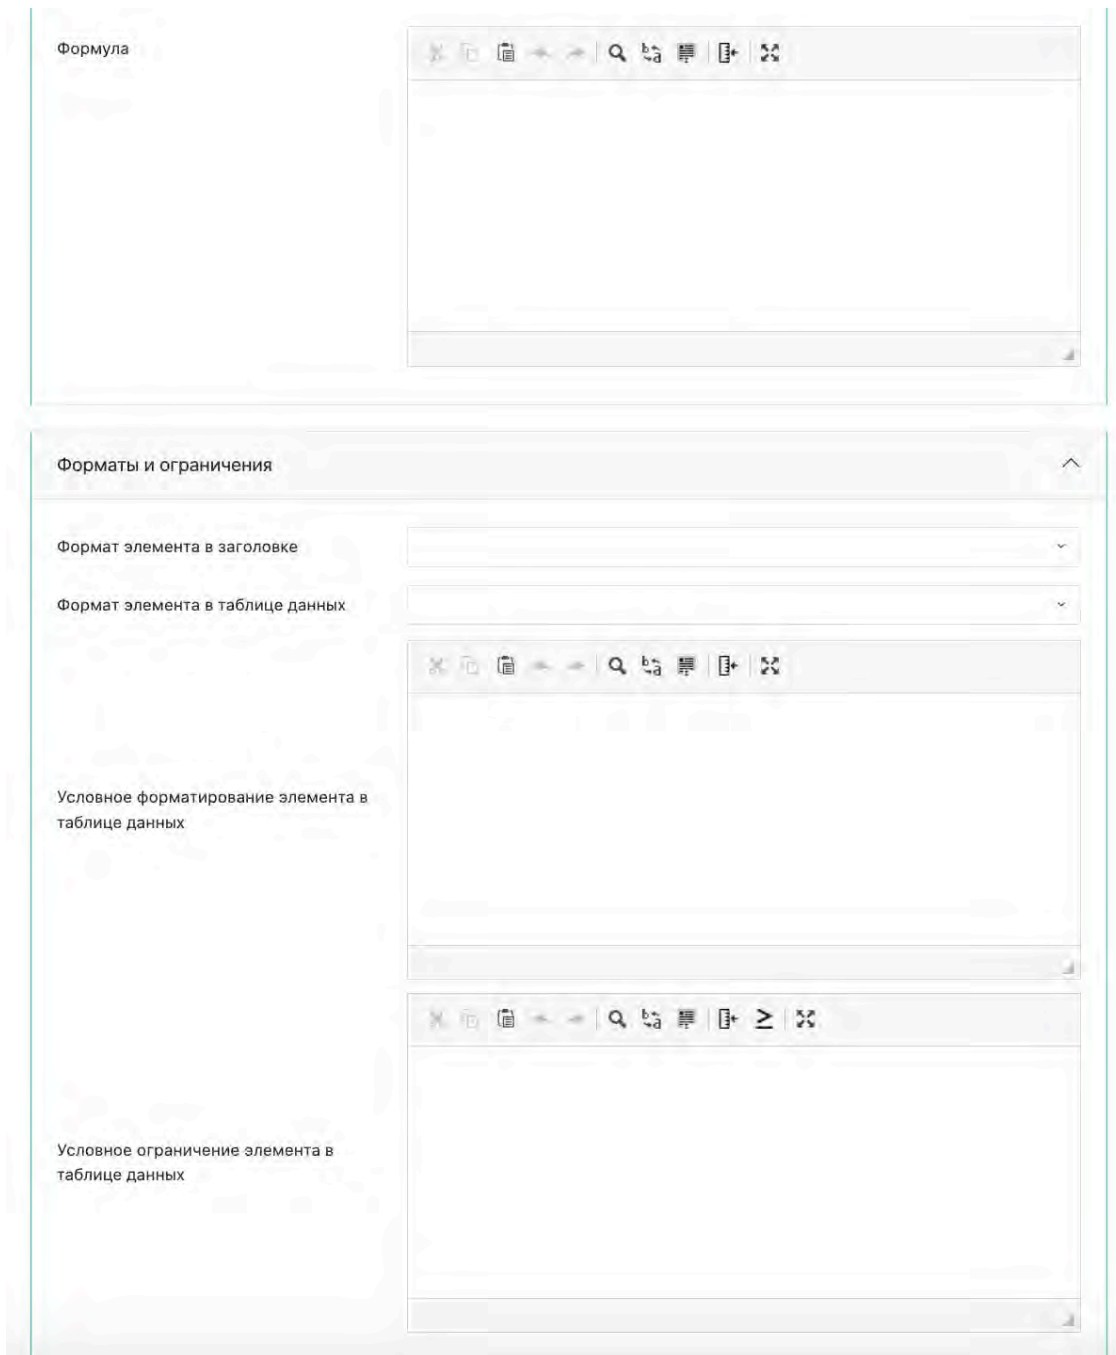 Формула
Форматы и ограничения
Формат элемента в заголовке
Формат элемента в таблице данных
Условное форматирование элемента в
таблице данных
Условное ограничение элемента в
таблице данных